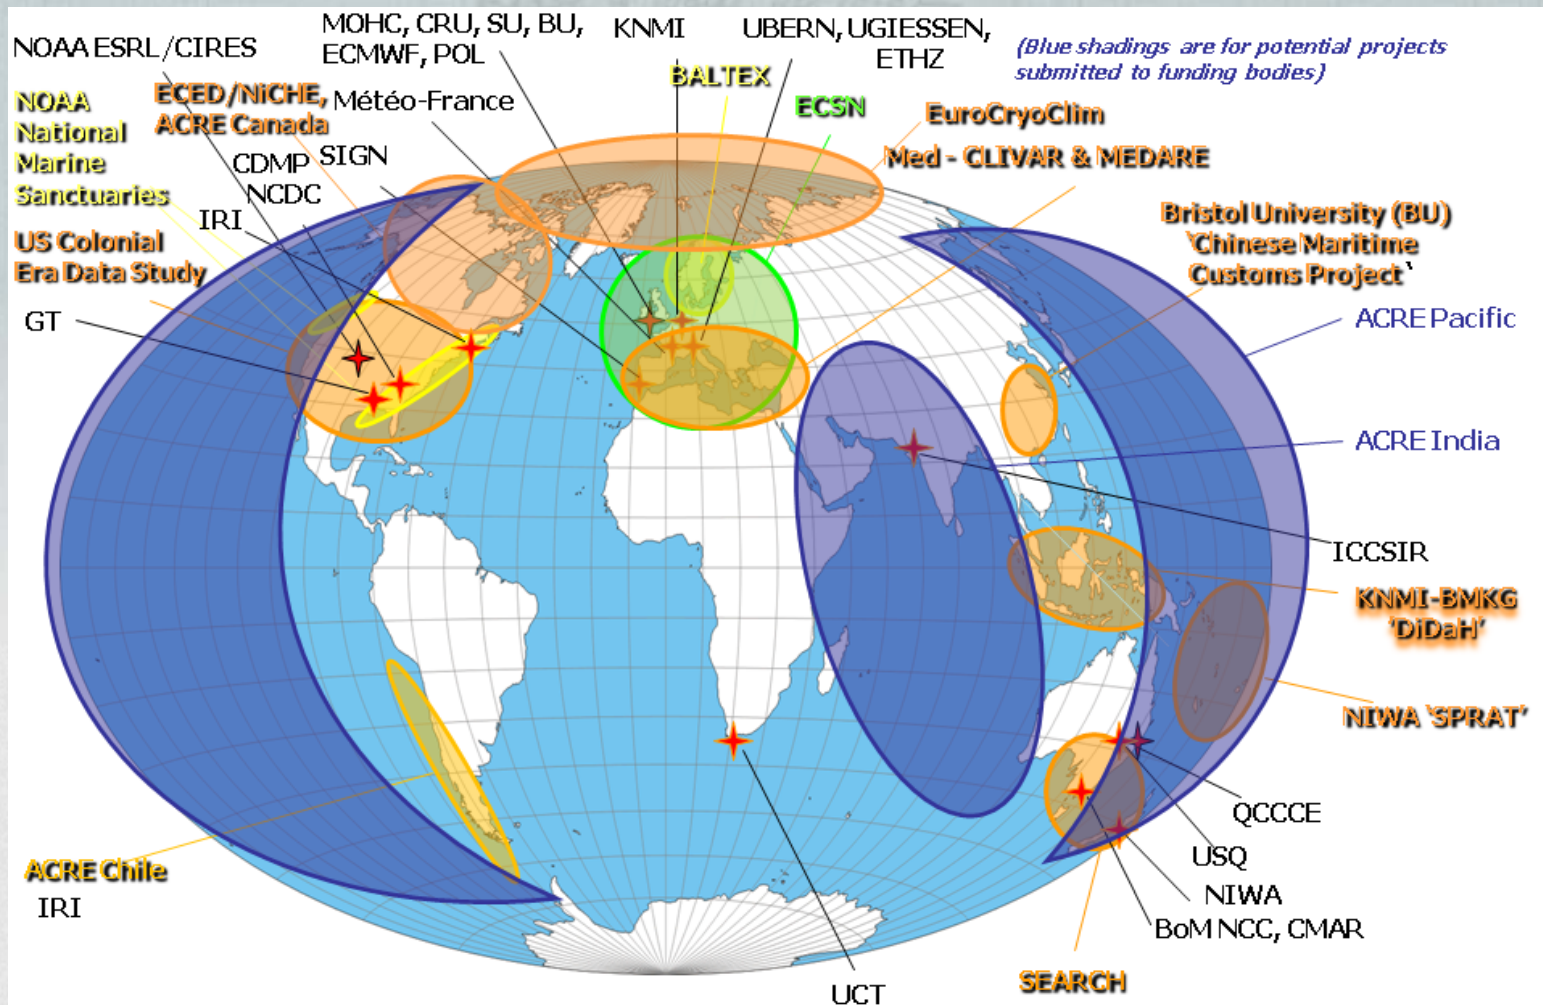 MOHC, CRU, SU, BU,
ECMWF, POL
KNMI
UBERN, UGIESSEN,
ETHZ
(Blue shadings are for potential projects
submitted to funding bodies)
NOAA ESRL/CIRES
BALTEX
ECSN
NOAA
National
Marine
Sanctuaries
ECED/NiCHE,
ACRE Canada
Météo-France
EuroCryoClim
CDMP
SIGN
Med - CLIVAR & MEDARE
NCDC
IRI
Bristol University (BU)
'Chinese Maritime
Customs Project'
US Colonial
Era Data Study
GT
ACRE Pacific
ACRE India
ICCSIR
KNMI-BMKG
'DiDaH'
NIWA 'SPRAT'
QCCCE
USQ
ACRE Chile
IRI
NIWA
BoM NCC, CMAR
SEARCH
UCT